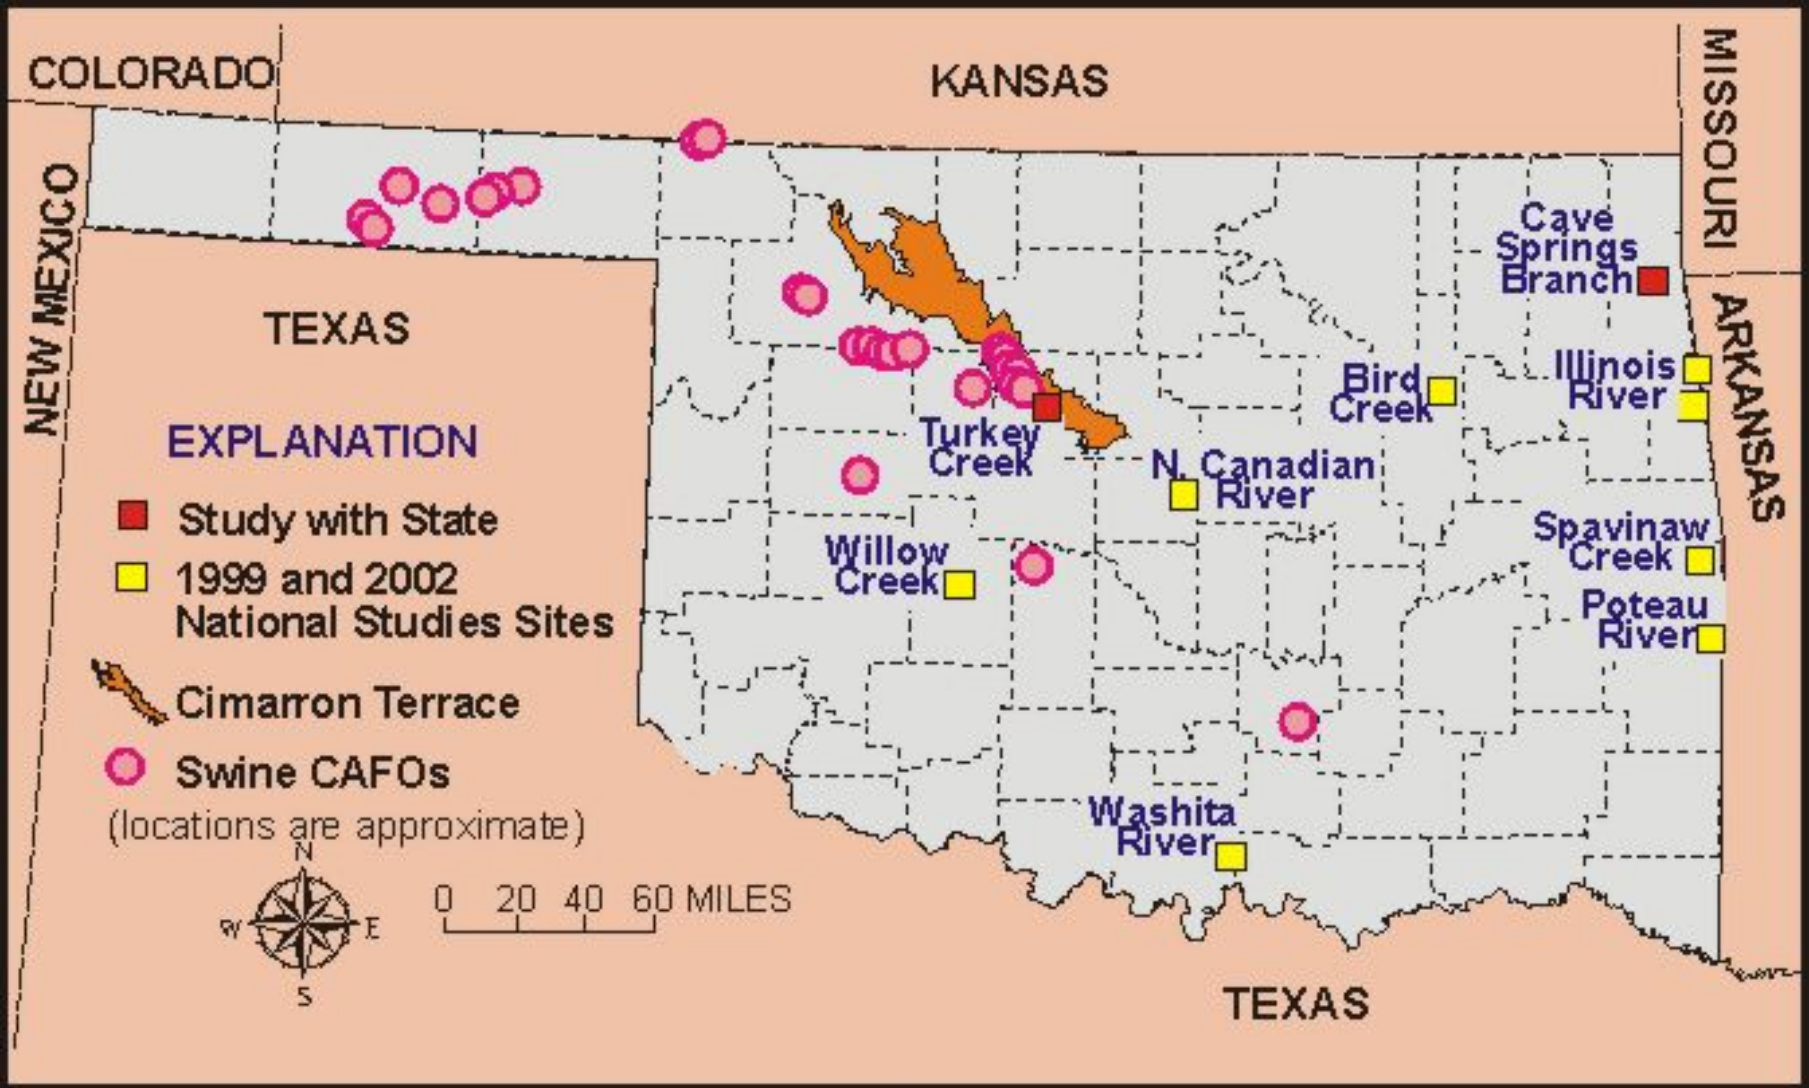 COLORADO
KANSAS
MISSOURI
NEW MEXICO
TEXAS
ARKANSAS
Cave
Springs
Branch
Illinois
River
Bird
Creek
Turkey
Creek
N. Canadian
River
Spavinaw
Creek
Willow
Creek
Poteau
River
Washita
River
EXPLANATION
Study with State
1999 and 2002
National Studies Sites
Cimarron Terrace
Swine CAFOs
(locations are approximate)
N
W E
S
0 20 40 60 MILES
TEXAS